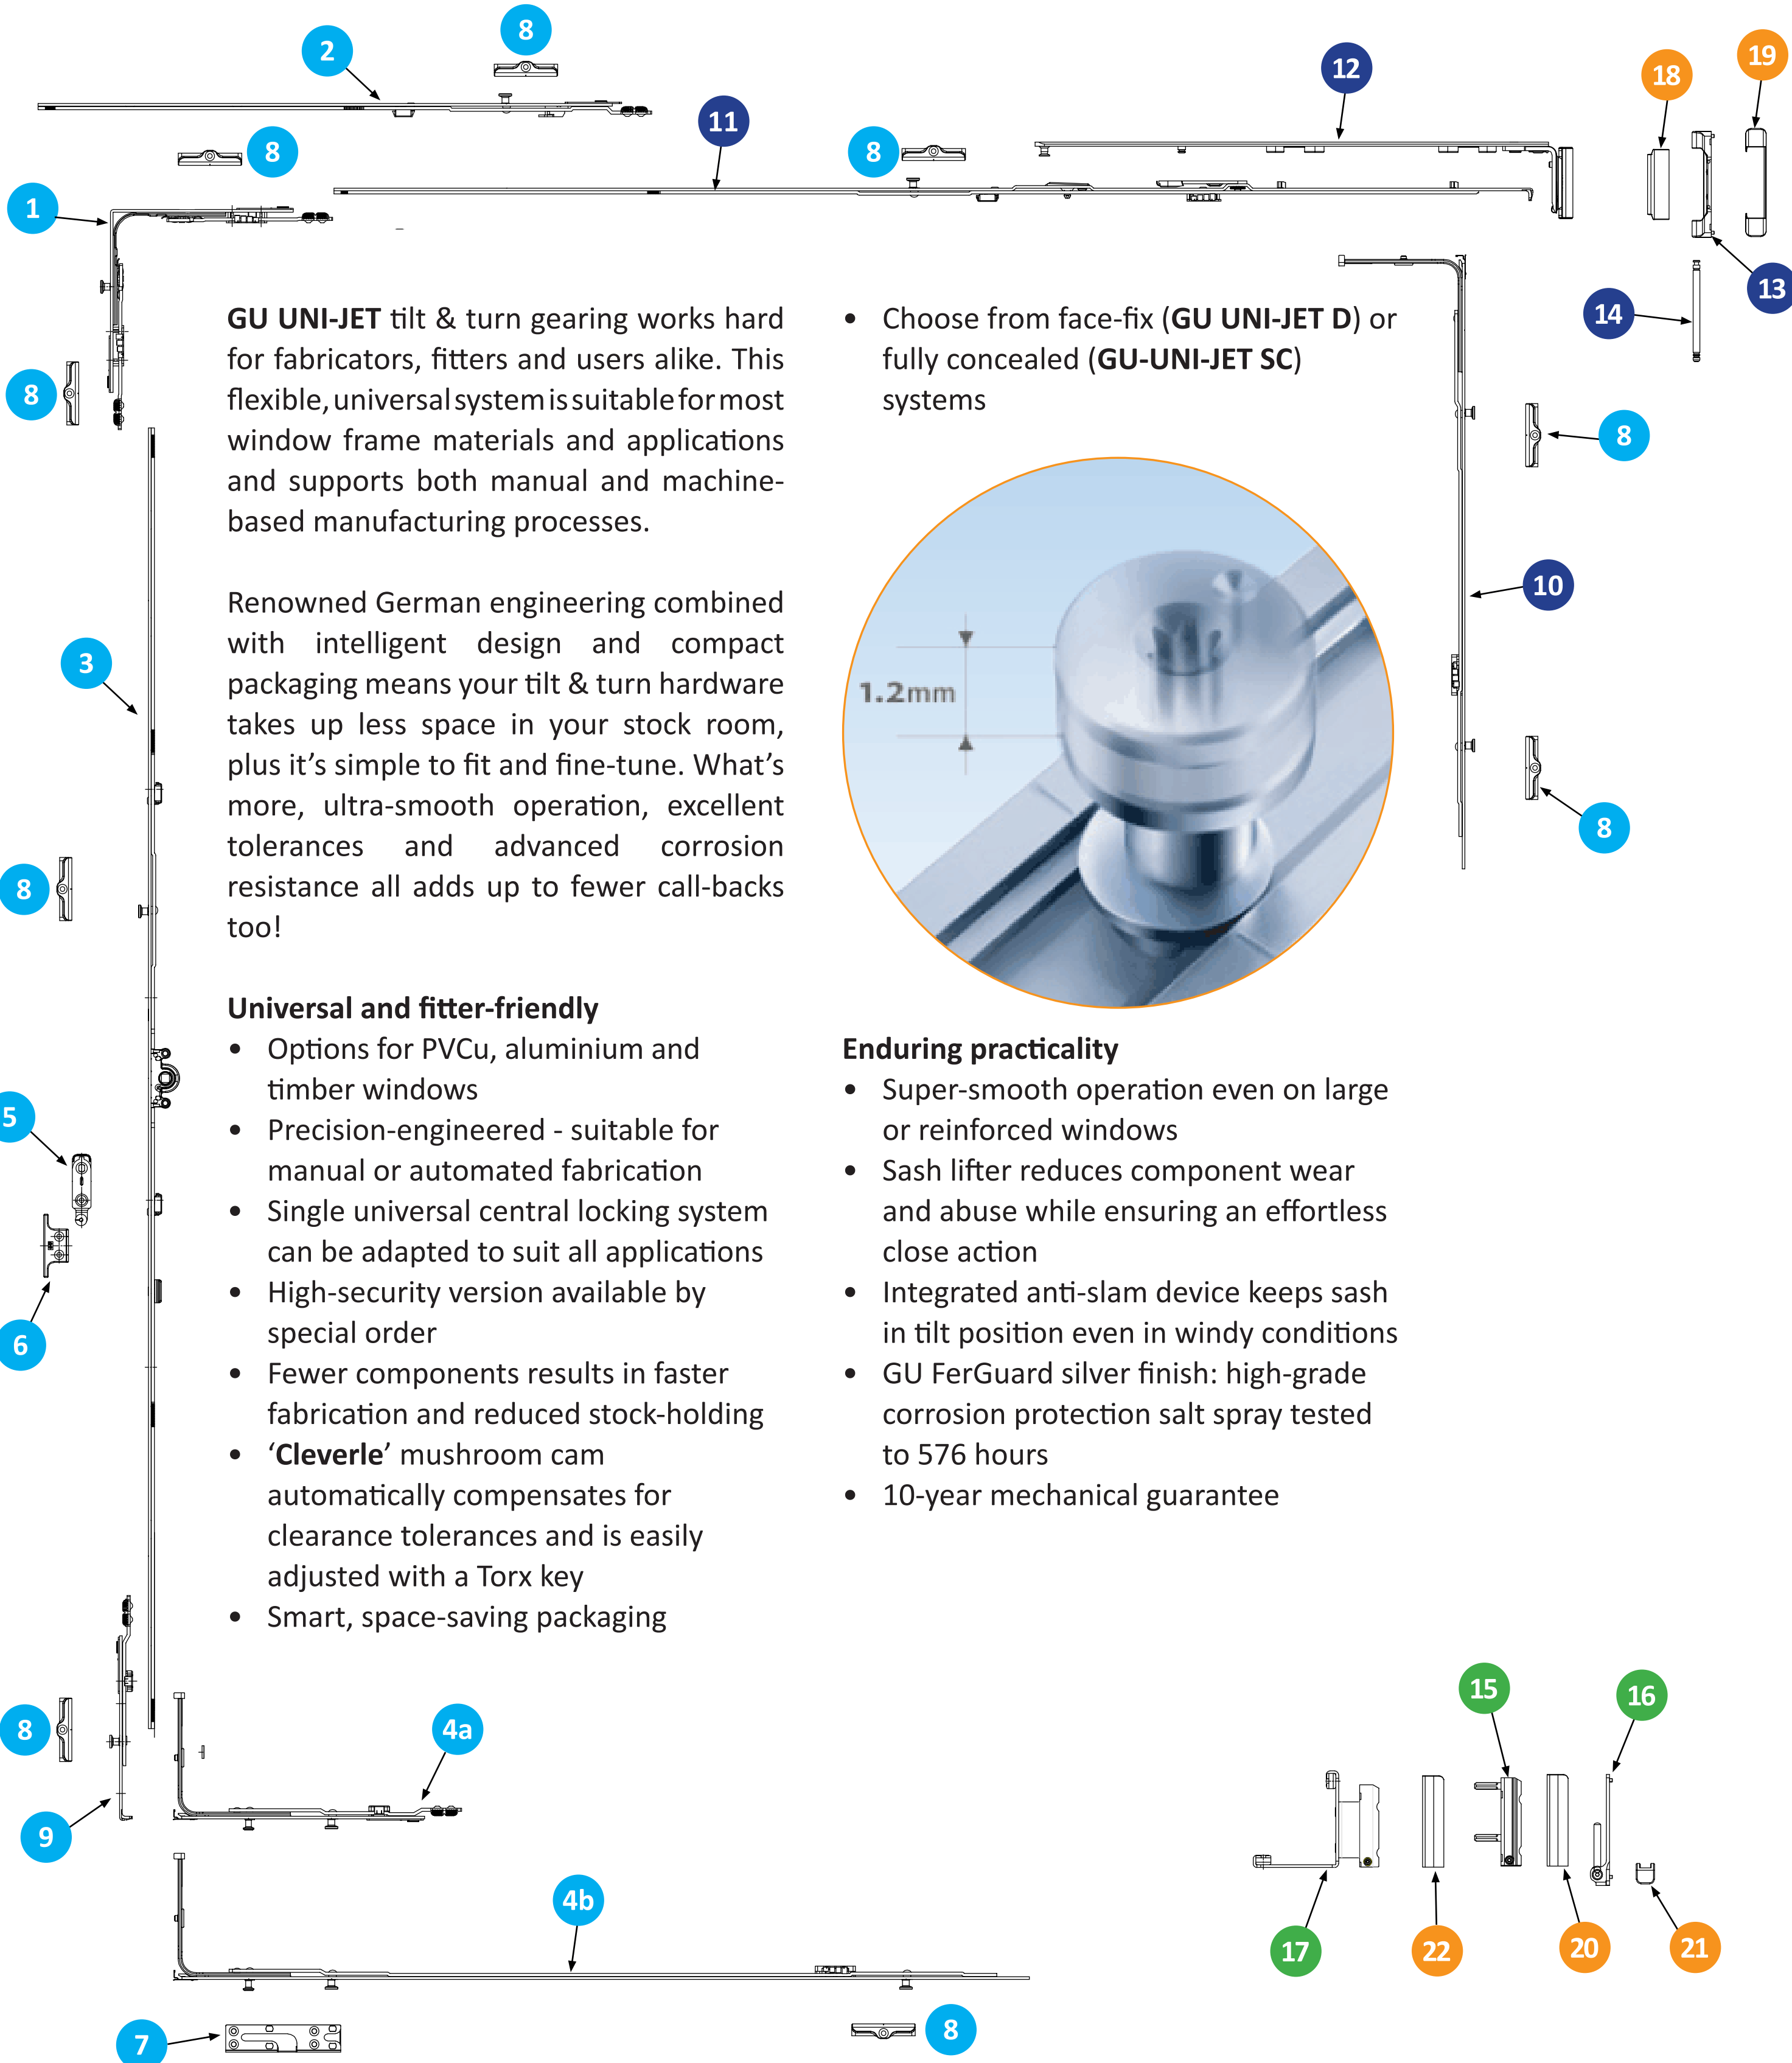 2
8
12
18
19
11
8
8
1
13
14
8
8
10
3
8
8
5
6
GU UNI-JET tilt & turn gearing works hard
for fabricators, fitters and users alike. This
flexible, universal system is suitable for most
window frame materials and applications
and supports both manual and machine-
based manufacturing processes.
Renowned German engineering combined
with intelligent design and compact
packaging means your tilt & turn hardware
takes up less space in your stock room,
plus it’s simple to fit and fine-tune. What’s
more, ultra-smooth operation, excellent
tolerances and advanced corrosion
resistance all adds up to fewer call-backs
too!
Universal and fitter-friendly
• Options for PVCu, aluminium and
timber windows
• Precision-engineered - suitable for
manual or automated fabrication
• Single universal central locking system
can be adapted to suit all applications
• High-security version available by
special order
• Fewer components results in faster
fabrication and reduced stock-holding
• ‘Cleverle’ mushroom cam
automatically compensates for
clearance tolerances and is easily
adjusted with a Torx key
• Smart, space-saving packaging
• Choose from face-fix (GU UNI-JET D) or
fully concealed (GU-UNI-JET SC)
systems
1.2mm
Enduring practicality
• Super-smooth operation even on large
or reinforced windows
• Sash lifter reduces component wear
and abuse while ensuring an effortless
close action
• Integrated anti-slam device keeps sash
in tilt position even in windy conditions
• GU FerGuard silver finish: high-grade
corrosion protection salt spray tested
to 576 hours
• 10-year mechanical guarantee
15
16
8
4a
9
4b
17
22
20
21
7
8